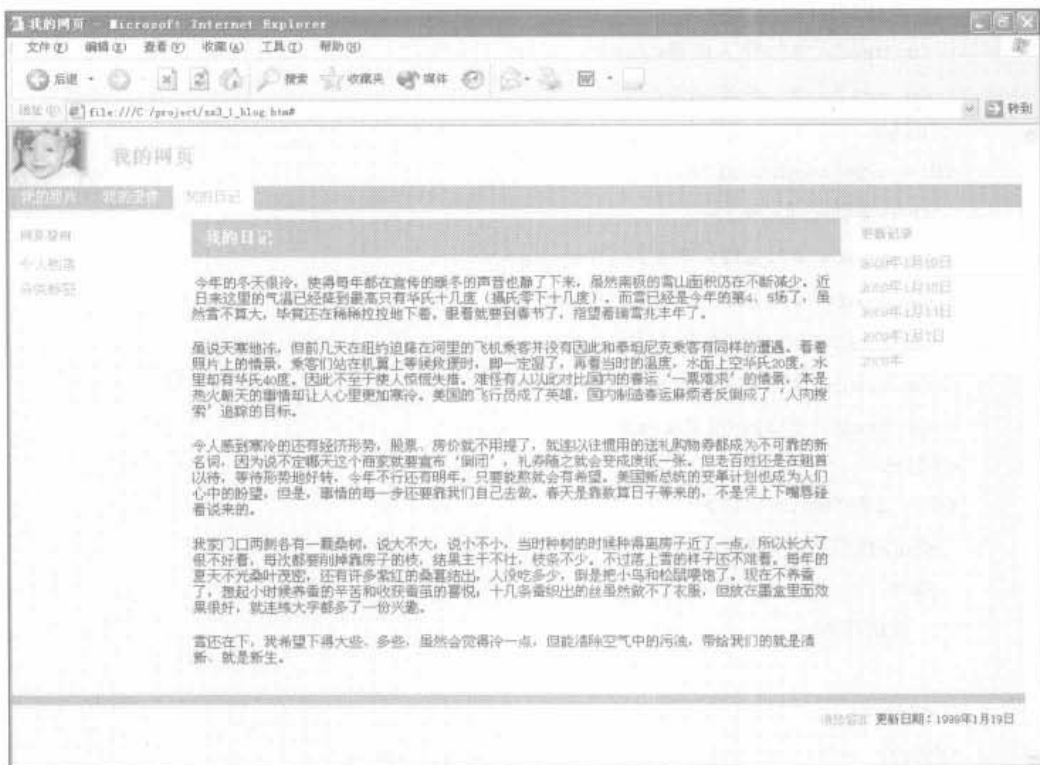 我的网页 - Microsoft Internet Explorer
文件(F) 编辑(E) 查看(V) 收藏(A) 工具(T) 帮助(H)
后退 搜索 收藏夹 媒体
地址(D) file:///C:/project/ 转到
我的网页
我的日记
我的日记
更新记录
今年的冬天很冷，使得每年都在宣传的暖冬的声音也静了下来，虽然南极的雪山面积仍在不断减少。近
日来这里的气温已经降到最高只有华氏十几度（摄氏零下十几度）。而雪已经是今年的第4、5场了，虽
然雪不算大，毕竟还在稀稀拉拉地下着。眼看就要到春节了，指望着瑞雪兆丰年了。
虽说天寒地冻，但前几天在纽约迫降在河里的飞机乘客并没有因此和泰坦尼克乘客有同样的遭遇。看着
照片上的情景，乘客们站在机翼上等候救援时，脚一定湿了，再看当时的温度，水面上空华氏20度，水
里却有华氏40度。因此不至于使人惊慌失措。难怪有人以此对比国内的春运‘一票难求’的情景，本是
热火朝天的事情却让人心里更加寒冷。美国的飞行员成了英雄，国内制造春运麻烦者反倒成了‘人肉搜
索’追踪的目标。
令人感到寒冷的还有经济形势，股票、房价就不用提了，就连以往惯用的送礼购物券都成为不可靠的新
名词，因为说不定哪天这个商家就要宣布‘倒闭’，礼券随之就会变成废纸一张。但老百姓还是在翘首
以待，等待形势地好转，今年不行还有明年，只要能熬就会有希望。美国新总统的变革计划也成为人们
心中的盼望，但是，事情的每一步还要靠我们自己去做。春天是靠数算日子等来的，不是凭上下嘴唇碰
着说来的。
我家门口两侧各有一颗桑树，说大不大，说小不小，当时种树的时候种得离房子近了一点，所以长大了
很不好看，每次都要削掉靠房子的枝，结果主干不壮，枝条不少。不过落上雪的样子还不难看。每年的
夏天不光桑叶茂密，还有许多紫红的桑葚结出，人没吃多少，倒是把小鸟和松鼠喂饱了。现在不养蚕
了，想起小时候养蚕的辛苦和收获蚕茧的喜悦，十几条蚕织出的丝虽然做不了衣服，但放在墨盒里面效
果很好，就连练大字都多了一份兴趣。
雪还在下，我希望下得大些、多些，虽然会觉得冷一点，但能清除空气中的污浊，带给我们的就是清
新、就是新生。
更新日期：1998年1月19日